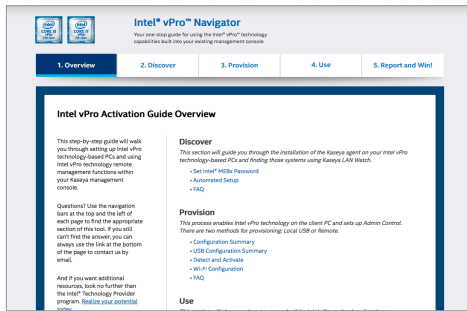 Intel® vPro™ Navigator
Your one-stop guide for using the Intel® vPro™ technology
capabilities built into your existing management console
1. Overview
2. Discover
3. Provision
4. Use
5. Report and Win!
Intel vPro Activation Guide Overview
This step-by-step guide will walk
you through setting up Intel vPro
technology-based PCs and using
Intel vPro technology remote
management functions within
your Kaseya management
console.
Questions? Use the navigation
bars at the top and the left of
each page to find the appropriate
section of this tool. If you still
can't find the answer, you can
always use the link at the bottom
of the page to contact us by
email.
And if you want additional
resources, look no further than
the Intel® Technology Provider
program. Realize your potential
today.
Discover
This section will guide you through the installation of the Kaseya agent on your Intel vPro
technology-based PCs and finding those systems using Kaseya LAN Watch.
• Set Intel® MEBx Password
• Automated Setup
• FAQ
Provision
This process enables Intel vPro technology on the client PC and sets up Admin Control.
There are two methods for provisioning: Local USB or Remote.
• Configuration Summary
• USB Configuration Summary
• Detect and Activate
• Wi-Fi Configuration
• FAQ
Use